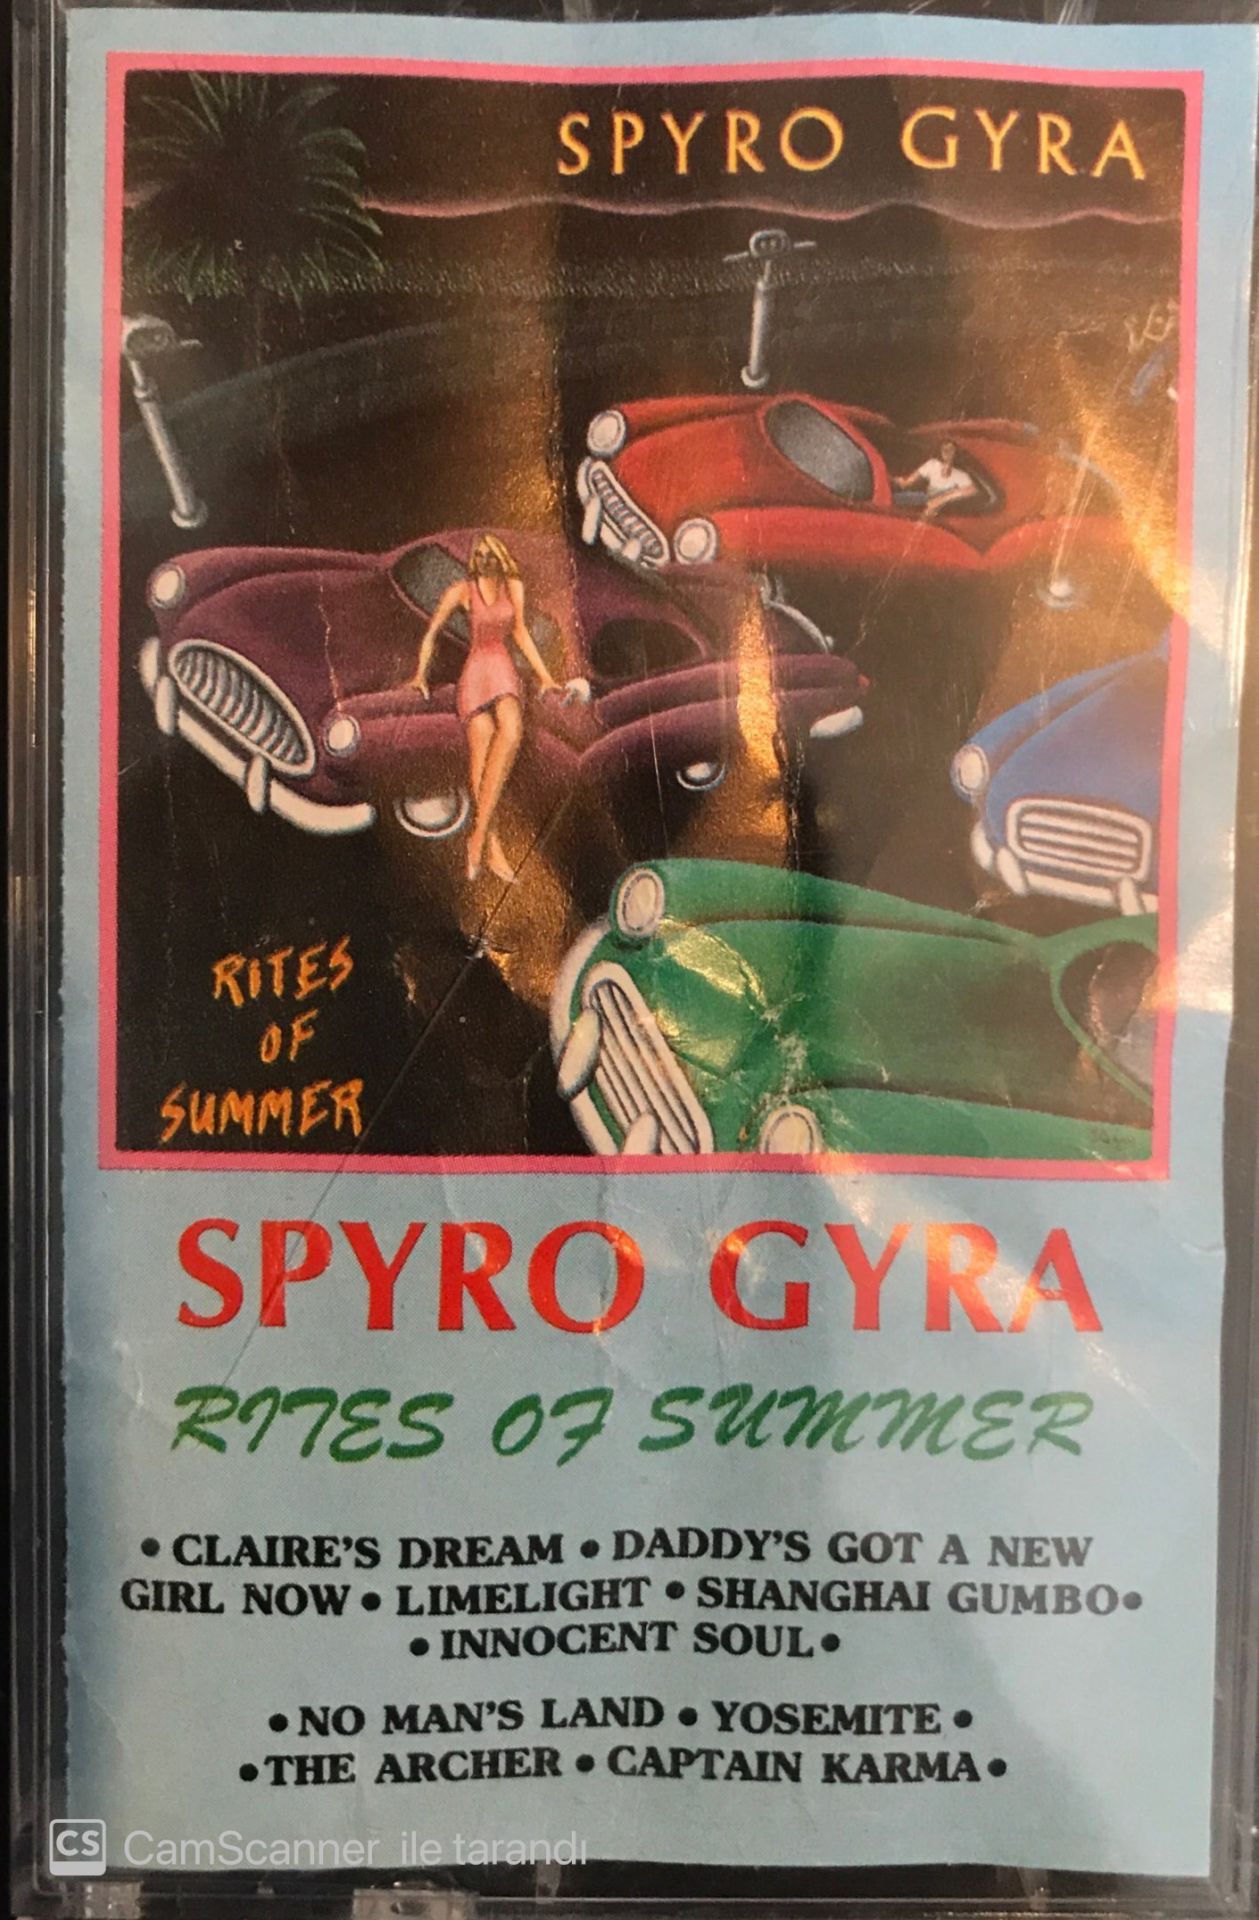 SPYRO GYRA
RITES
OF
SUMMER
SPYRO GYRA
RITES OF SUMMER
• CLAIRE'S DREAM • DADDY'S GOT A NEW
GIRL NOW • LIMELIGHT • SHANGHAI GUMBO •
• INNOCENT SOUL •
• NO MAN'S LAND • YOSEMITE •
• THE ARCHER • CAPTAIN KARMA •
CS CamScanner ile tarandı